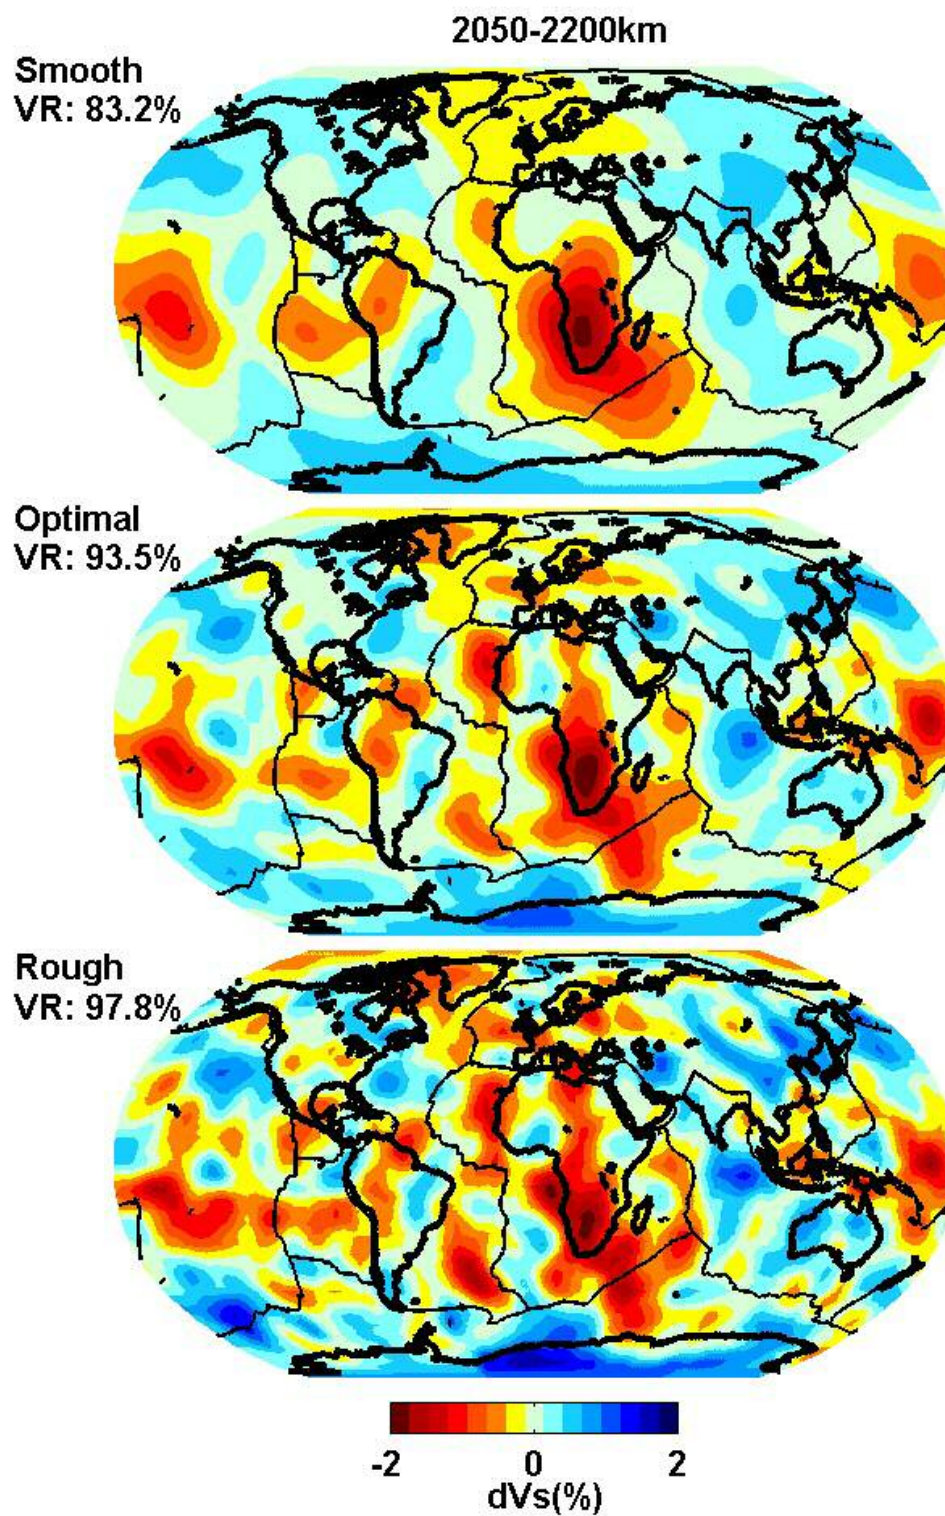 2050-2200km
Smooth
VR: 83.2%
Optimal
VR: 93.5%
Rough
VR: 97.8%
-2 0 2
dVs(%)